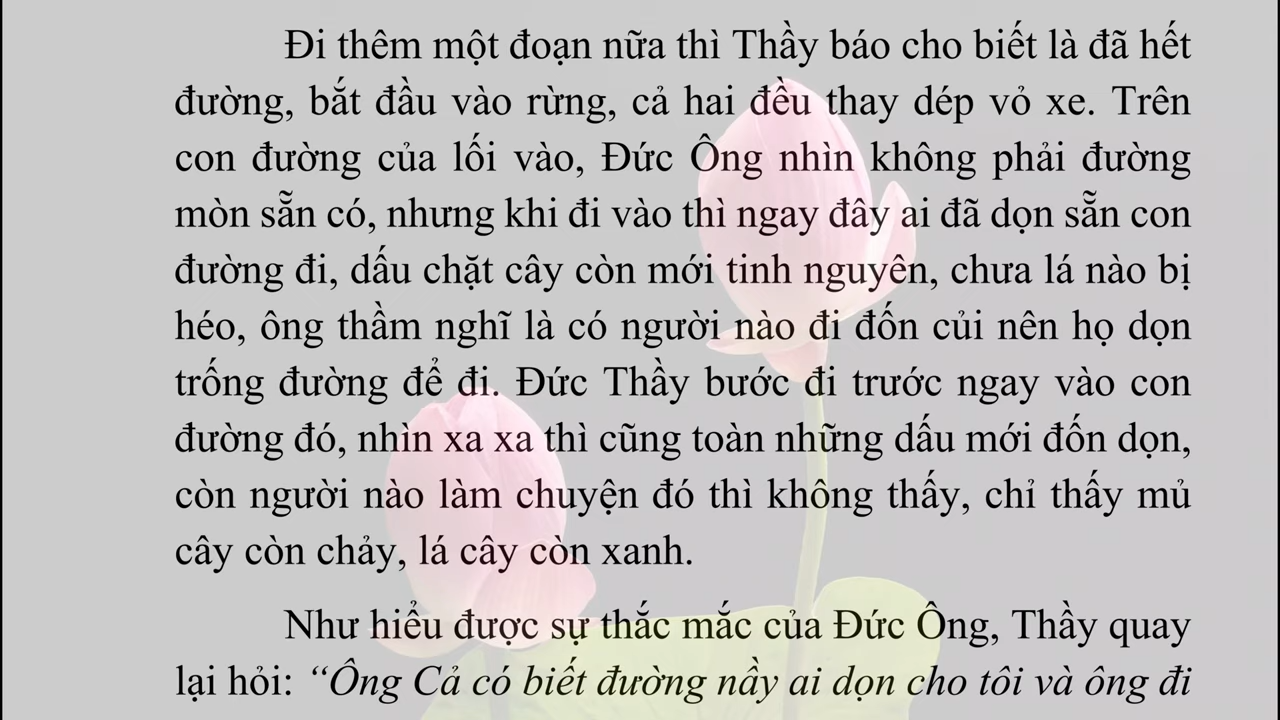 Đi thêm một đoạn nữa thì Thầy báo cho biết là đã hết
đường, bắt đầu vào rừng, cả hai đều thay dép vỏ xe. Trên
con đường của lối vào, Đức Ông nhìn không phải đường
mòn sẵn có, nhưng khi đi vào thì ngay đây ai đã dọn sẵn con
đường đi, dấu chặt cây còn mới tinh nguyên, chưa lá nào bị
héo, ông thầm nghĩ là có người nào đi đốn củi nên họ dọn
trống đường để đi. Đức Thầy bước đi trước ngay vào con
đường đó, nhìn xa xa thì cũng toàn những dấu mới đốn dọn,
còn người nào làm chuyện đó thì không thấy, chỉ thấy mủ
cây còn chảy, lá cây còn xanh.
Như hiểu được sự thắc mắc của Đức Ông, Thầy quay
lại hỏi: “Ông Cả có biết đường nầy ai dọn cho tôi và ông đi